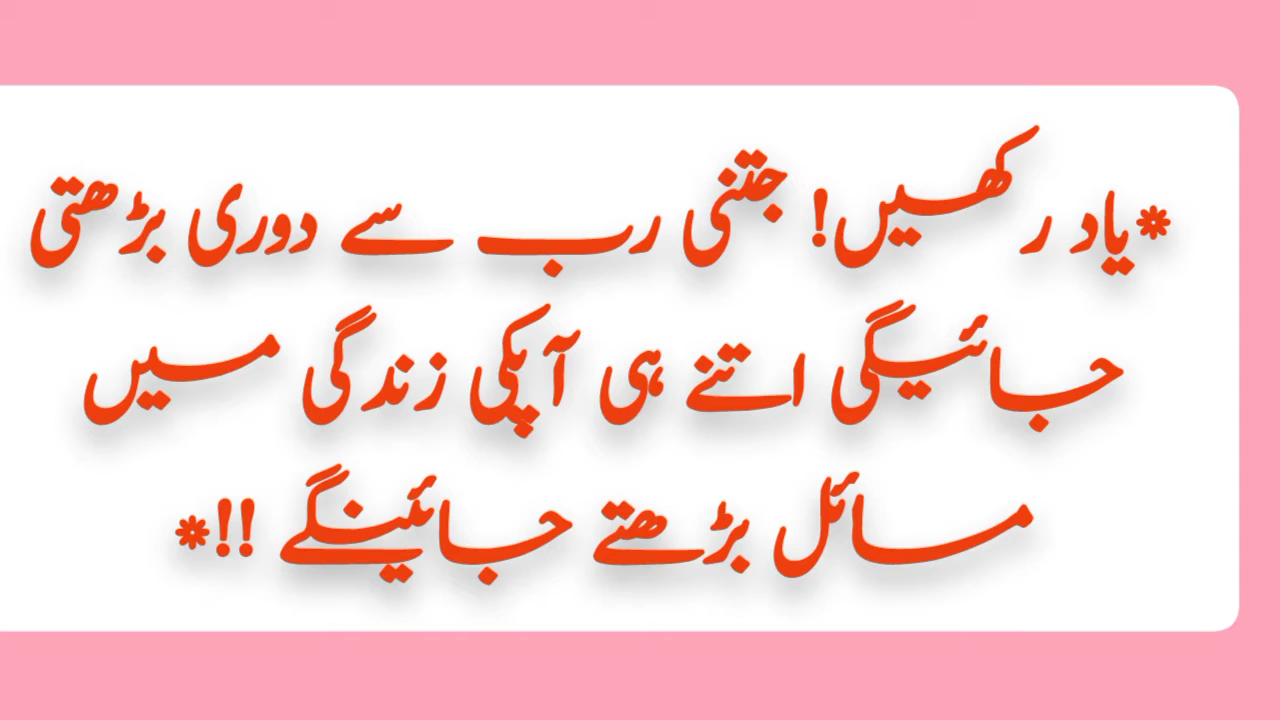 *یاد رکھیں! جتنی رب سے دوری بڑھتی
جائیگی اتنے ہی آپکی زندگی میں
مسائل بڑھتے جائینگے !!*